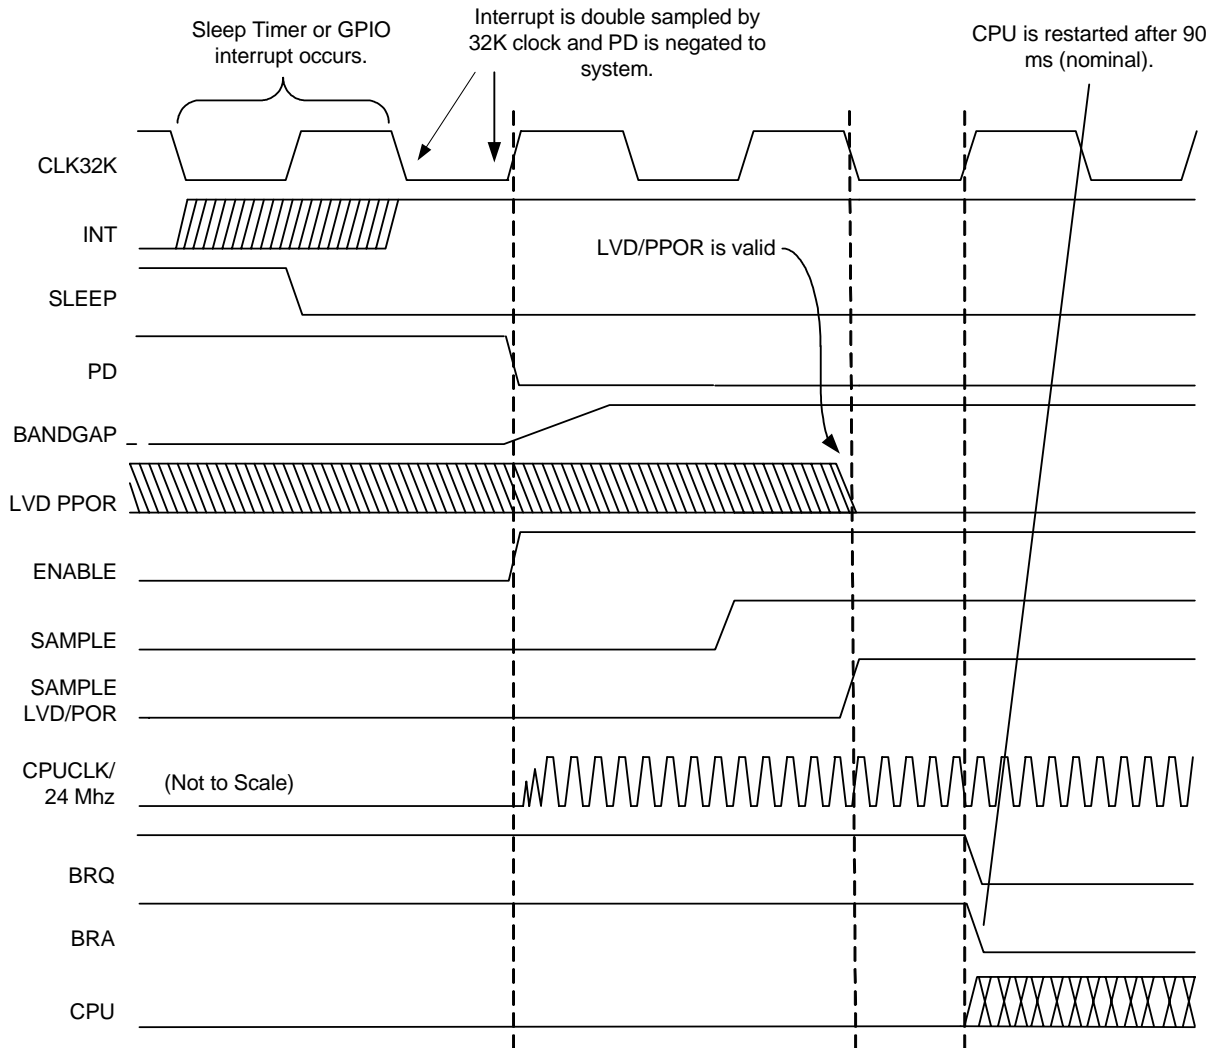 Sleep Timer or GPIO
interrupt occurs.
Interrupt is double sampled by
32K clock and PD is negated to
system.
CPU is restarted after 90
ms (nominal).
CLK32K
INT
LVD/PPOR is valid
SLEEP
PD
BANDGAP
LVD PPOR
ENABLE
SAMPLE
SAMPLE
LVD/POR
CPUCLK/
24 Mhz
(Not to Scale)
BRQ
BRA
CPU